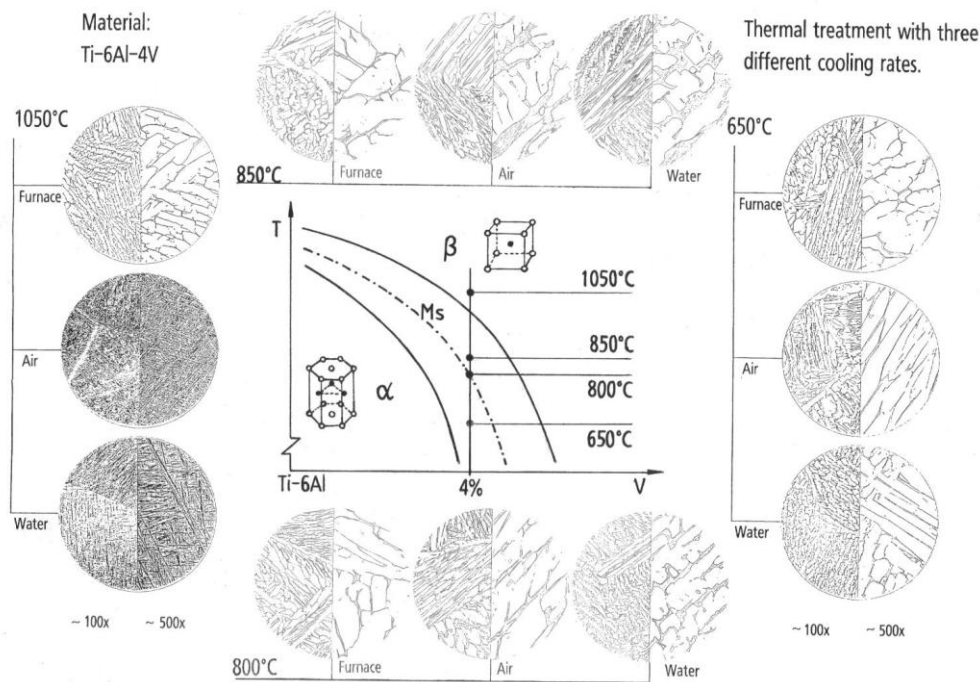 Material:
Ti-6Al-4V
Thermal treatment with three
different cooling rates.
1050°C
Furnace
Air
Water
~ 100x
~ 500x
850°C
Furnace
Air
Water
650°C
Furnace
Air
Water
~ 100x
~ 500x
T
β
Ms
α
1050°C
850°C
800°C
650°C
Ti-6Al
4%
V
800°C
Furnace
Air
Water